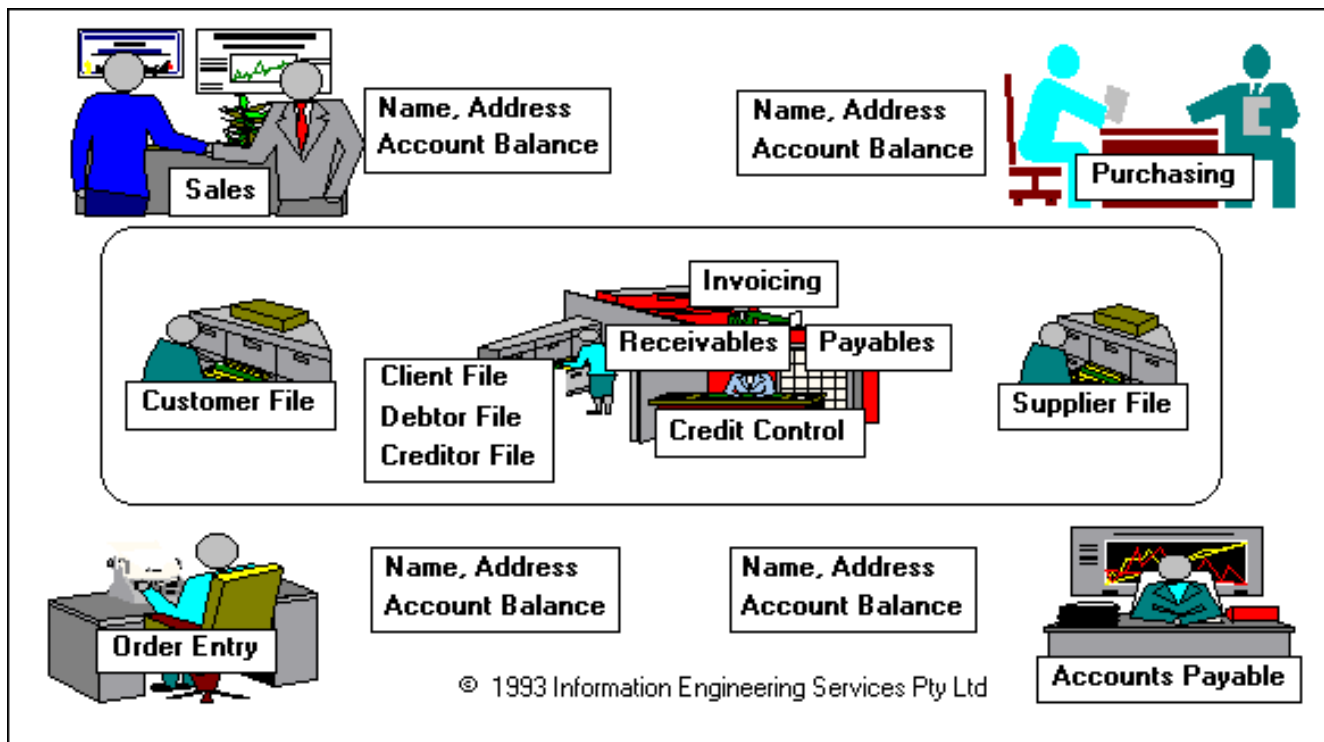 Name, Address
Account Balance
Sales
Name, Address
Account Balance
Purchasing
Invoicing
Receivables
Payables
Customer File
Client File
Debtor File
Creditor File
Credit Control
Supplier File
Order Entry
Name, Address
Account Balance
Name, Address
Account Balance
Accounts Payable
© 1993 Information Engineering Services Pty Ltd